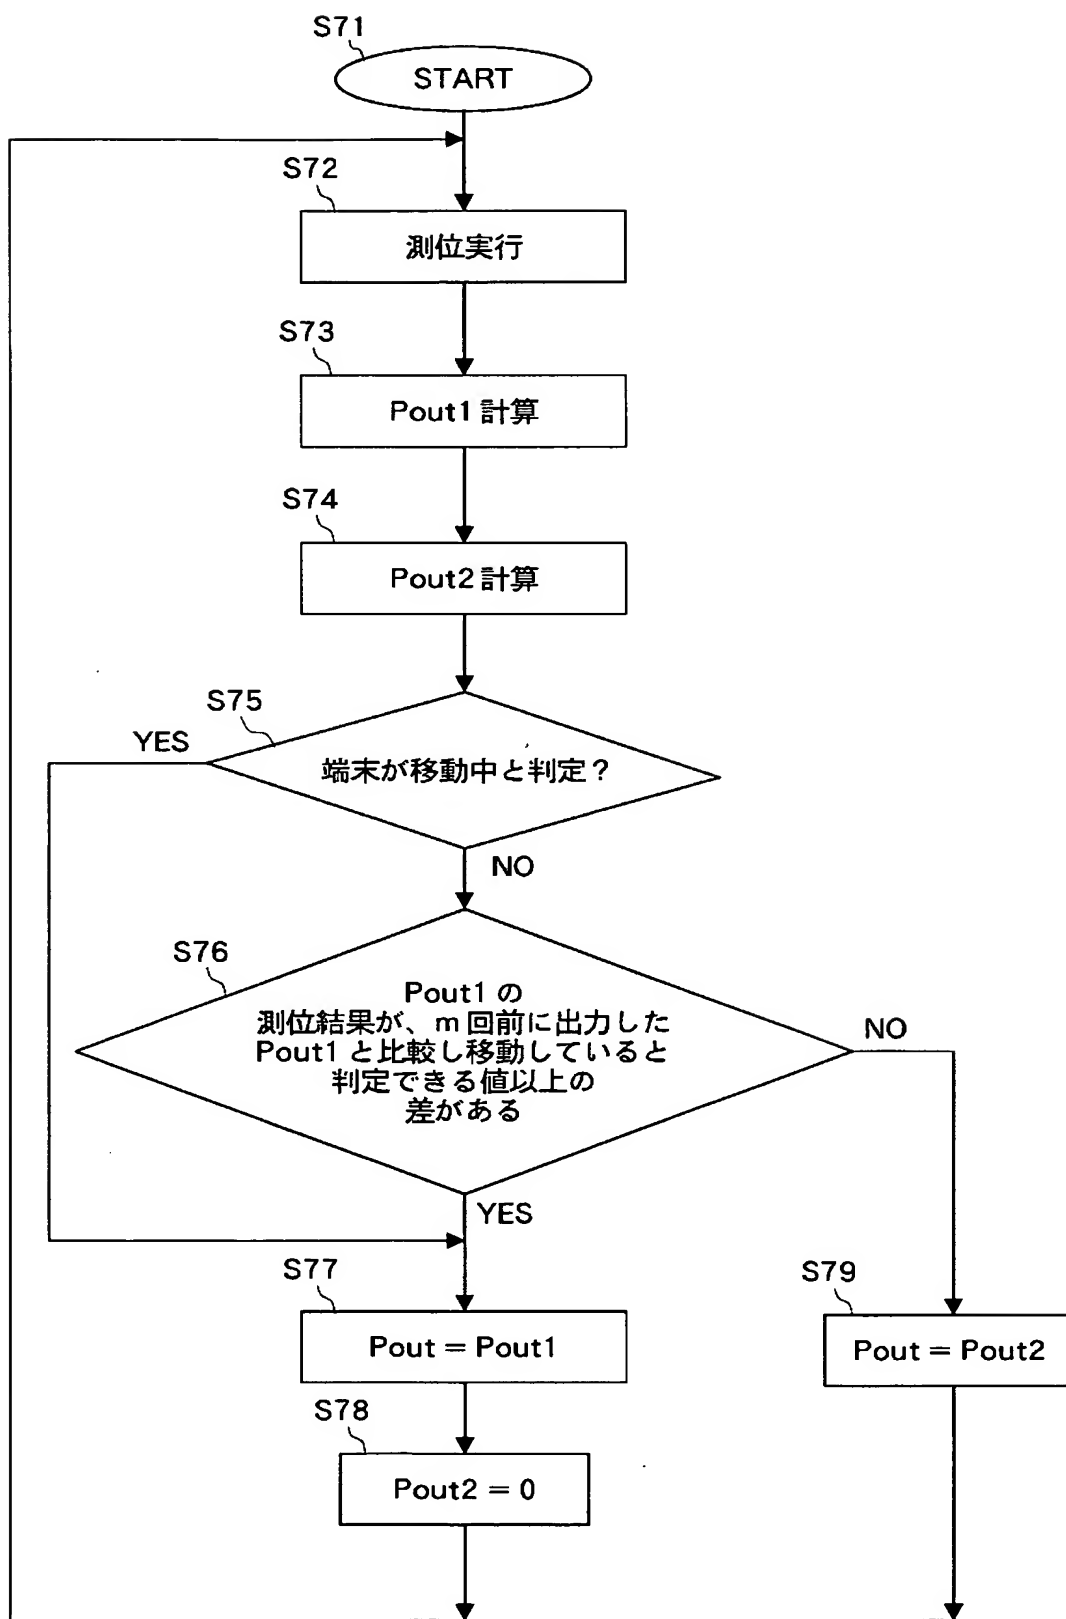 S71
START
S72
測位実行
S73
Pout1 計算
S74
Pout2 計算
S75
YES
端末が移動中と判定？
NO
S76
Pout1 の
測位結果が、m 回前に出力した
Pout1 と比較し移動していると
判定できる値以上の
差がある
NO
YES
S77
Pout = Pout1
S79
Pout = Pout2
S78
Pout2 = 0